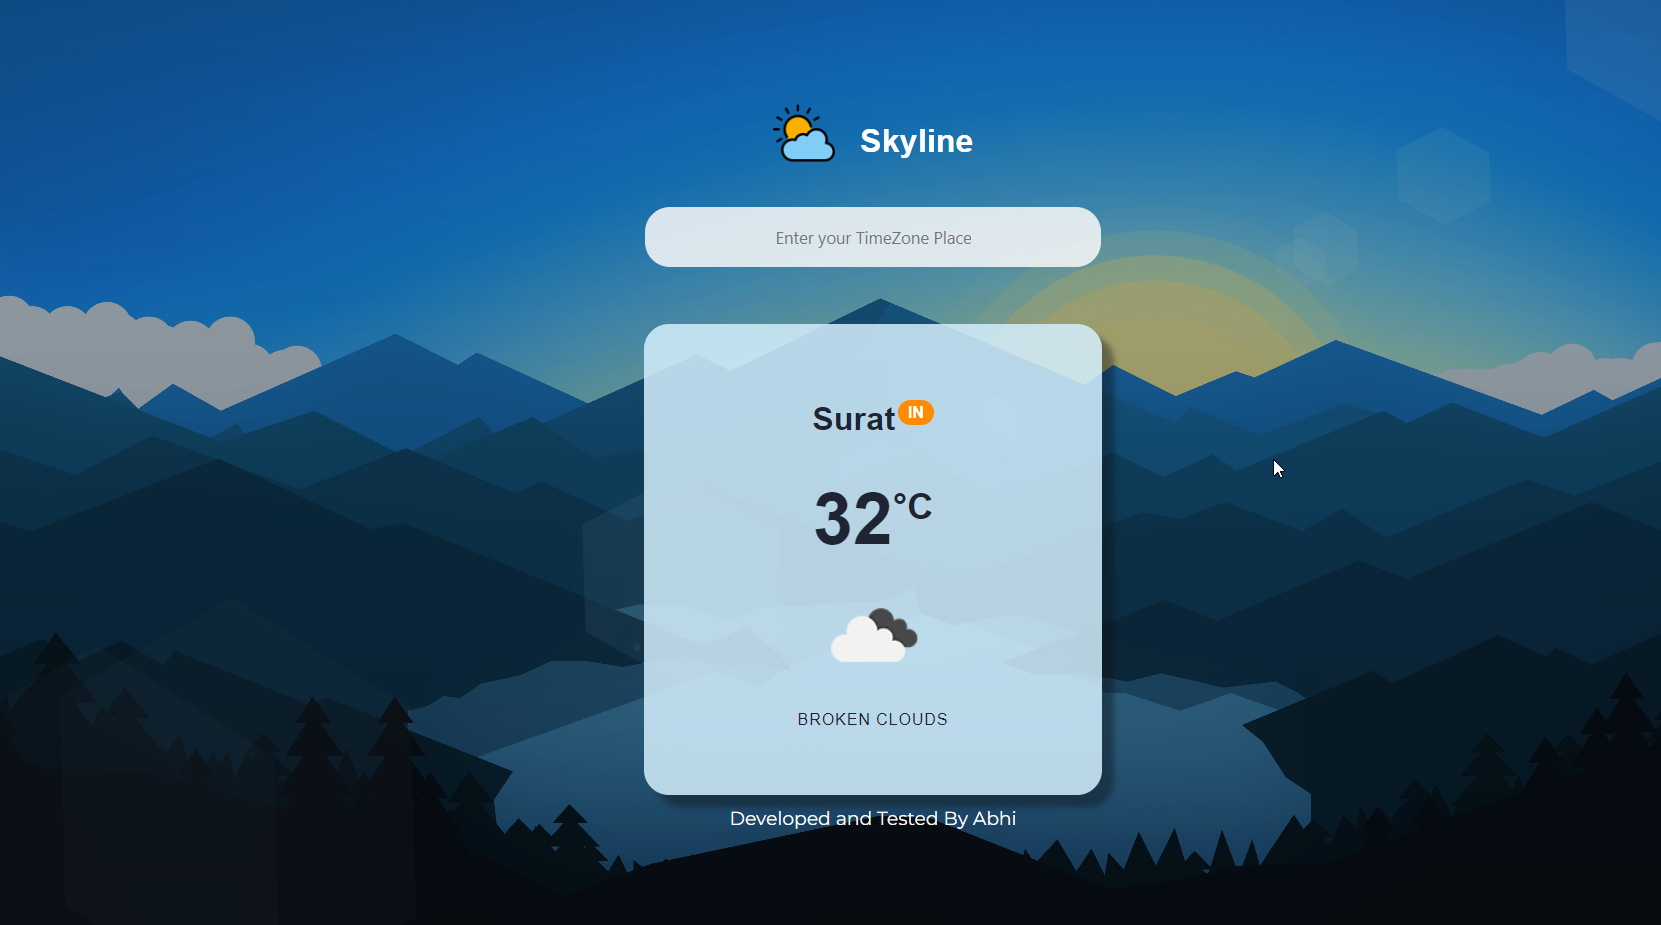 Skyline
Enter your TimeZone Place
Surat IN
32°C
BROKEN CLOUDS
Developed and Tested By Abhi